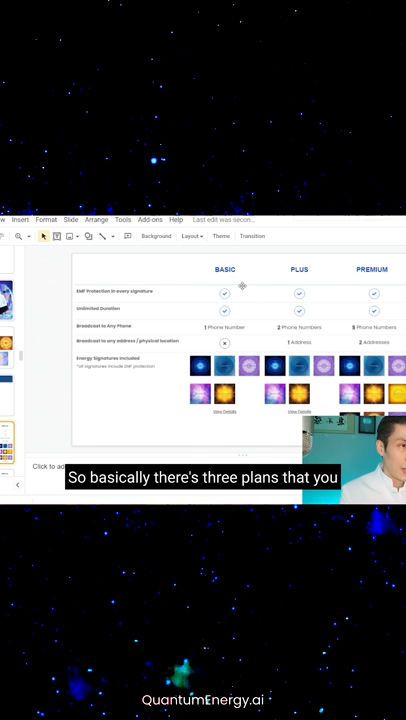 w Insert Format Slide Arrange Tools Add-ons Help Last edit was secon...
Background Layout Theme Transition
BASIC PLUS PREMIUM
EMF Protection in every signature
Unlimited Duration
Broadcast to Any Phone 1 Phone Number 2 Phone Numbers 5 Phone Numbers
Broadcast to any address / physical location 1 Address 2 Addresses
Energy Signatures Included
*all signatures include EMF protection
View Details View Details
Click to ad
So basically there's three plans that you
QuantumEnergy.ai